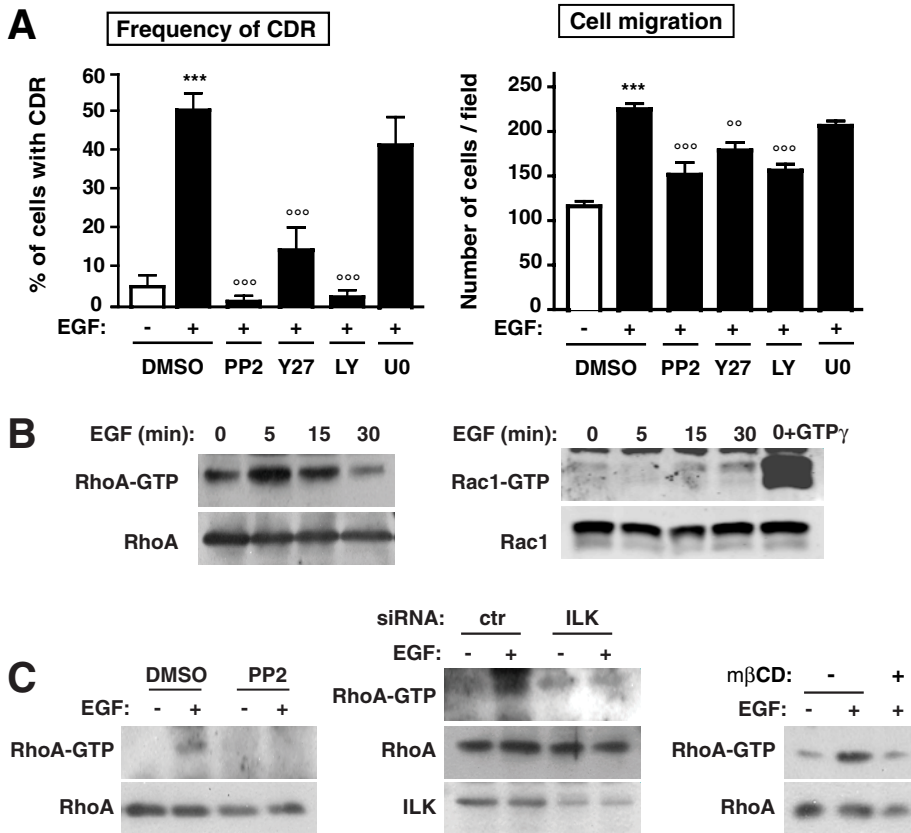 A
Frequency of CDR
% of cells with CDR
60
50
40
30
20
10
0
***
°°°
°°°
°°°
EGF: - + + + + +
DMSO PP2 Y27 LY U0
Cell migration
Number of cells / field
250
200
150
100
50
0
***
°°°
°°
°°°
EGF: - + + + + +
DMSO PP2 Y27 LY U0
B
EGF (min): 0 5 15 30
RhoA-GTP
RhoA
EGF (min): 0 5 15 30 0+GTPγ
Rac1-GTP
Rac1
C
DMSO PP2
EGF: - + - +
RhoA-GTP
RhoA
siRNA: ctr ILK
EGF: - + - +
RhoA-GTP
RhoA
ILK
mβCD: - +
EGF: - + +
RhoA-GTP
RhoA